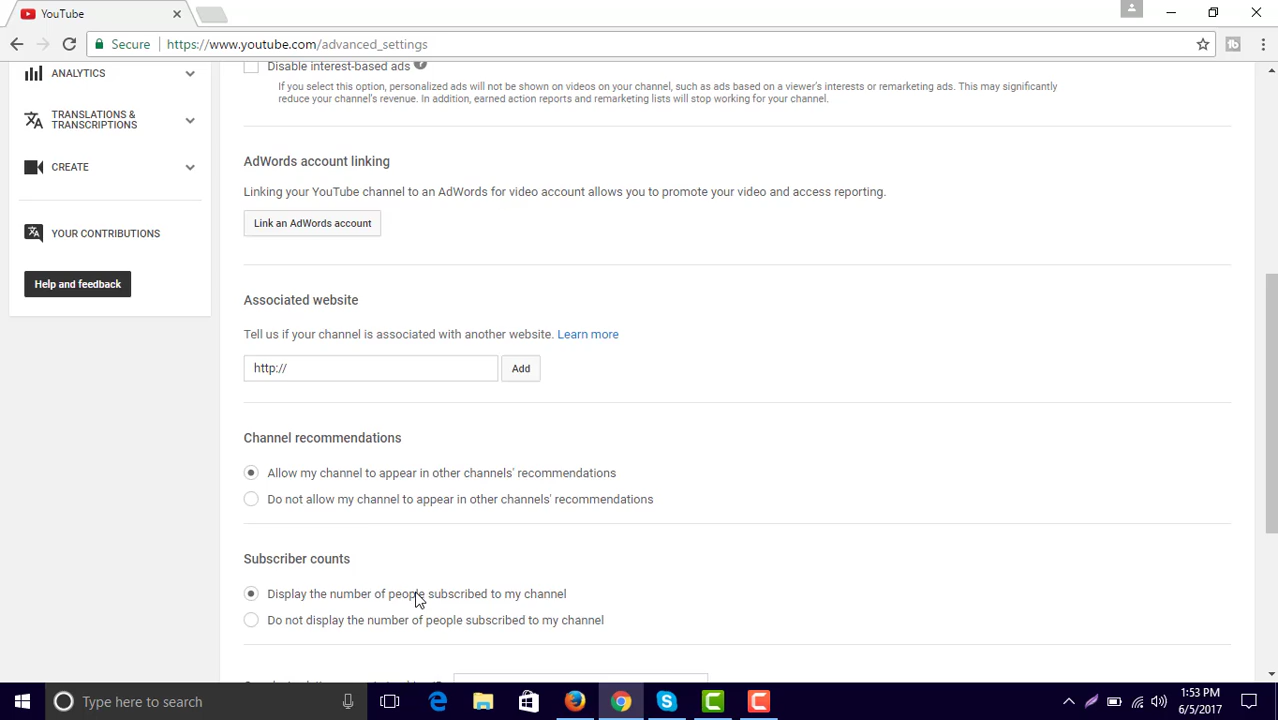 YouTube
Secure
https://www.youtube.com/advanced_settings
ANALYTICS
TRANSLATIONS &
TRANSCRIPTIONS
CREATE
YOUR CONTRIBUTIONS
Help and feedback
Disable interest-based ads ?
If you select this option, personalized ads will not be shown on videos on your channel, such as ads based on a viewer's interests or remarketing ads. This may significantly
reduce your channel's revenue. In addition, earned action reports and remarketing lists will stop working for your channel.
AdWords account linking
Linking your YouTube channel to an AdWords for video account allows you to promote your video and access reporting.
Link an AdWords account
Associated website
Tell us if your channel is associated with another website. Learn more
http://
Add
Channel recommendations
Allow my channel to appear in other channels' recommendations
Do not allow my channel to appear in other channels' recommendations
Subscriber counts
Display the number of people subscribed to my channel
Do not display the number of people subscribed to my channel
Type here to search
1:53 PM
6/5/2017